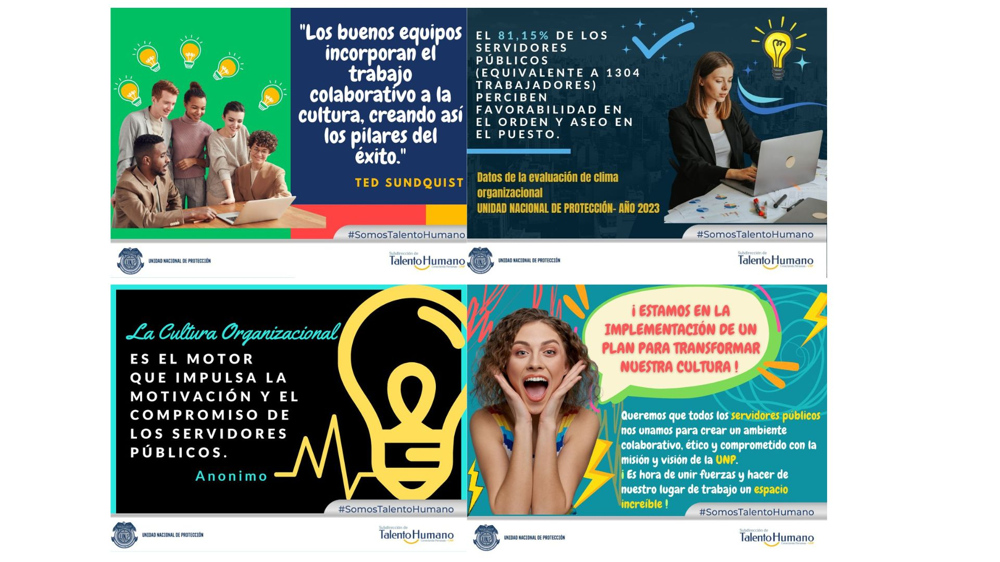 "Los buenos equipos
incorporan el
trabajo
colaborativo a la
cultura, creando así
los pilares del
éxito."
TED SUNDQUIST
#SomosTalentoHumano
UNP
UNIDAD NACIONAL DE PROTECCIÓN
Subdirección de
Talento Humano
Conectando Personas - UNP
EL 81,15% DE LOS
SERVIDORES
PÚBLICOS
(EQUIVALENTE A 1304
TRABAJADORES)
PERCIBEN
FAVORABILIDAD EN
EL ORDEN Y ASEO EN
EL PUESTO.
Datos de la evaluación de clima
organizacional
UNIDAD NACIONAL DE PROTECCIÓN- AÑO 2023
#SomosTalentoHumano
UNP
UNIDAD NACIONAL DE PROTECCIÓN
Subdirección de
Talento Humano
Conectando Personas - UNP
La Cultura Organizacional
ES EL MOTOR
QUE IMPULSA LA
MOTIVACIÓN Y EL
COMPROMISO DE
LOS SERVIDORES
PÚBLICOS.
Anonimo
#SomosTalentoHumano
UNP
UNIDAD NACIONAL DE PROTECCIÓN
Subdirección de
Talento Humano
Conectando Personas - UNP
¡ ESTAMOS EN LA
IMPLEMENTACIÓN DE UN
PLAN PARA TRANSFORMAR
NUESTRA CULTURA !
Queremos que todos los servidores públicos
nos unamos para crear un ambiente
colaborativo, ético y comprometido con la
misión y visión de la UNP.
¡ Es hora de unir fuerzas y hacer de
nuestro lugar de trabajo un espacio
increíble !
#SomosTalentoHumano
UNP
UNIDAD NACIONAL DE PROTECCIÓN
Subdirección de
Talento Humano
Conectando Personas - UNP